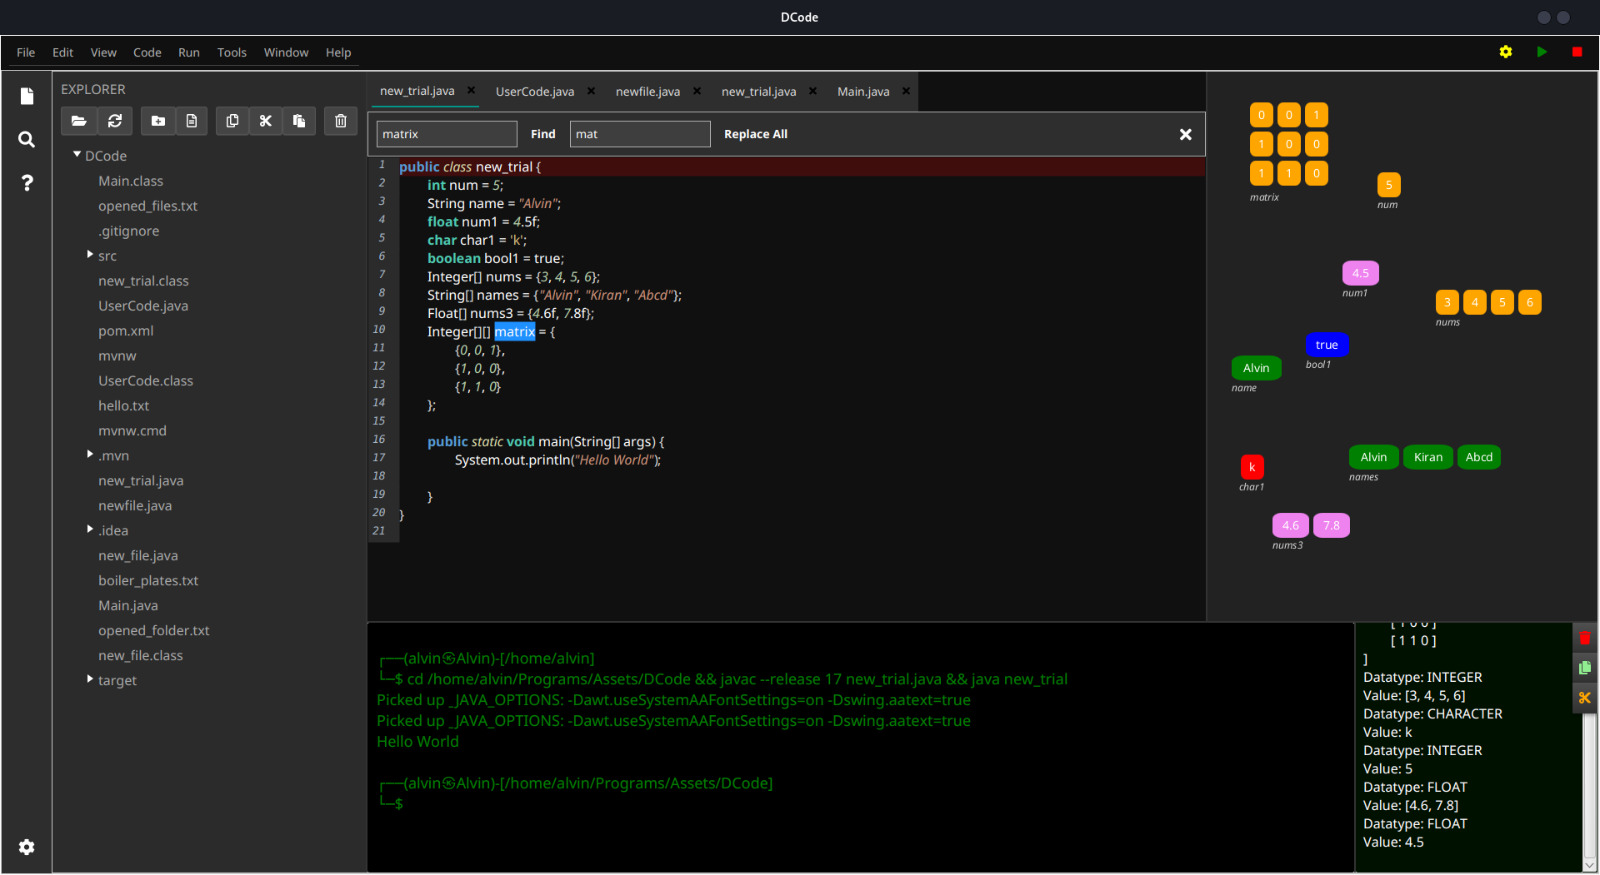 DCode
File Edit View Code Run Tools Window Help
EXPLORER
DCode
Main.class
opened_files.txt
.gitignore
src
new_trial.class
UserCode.java
pom.xml
mvnw
UserCode.class
hello.txt
mvnw.cmd
.mvn
new_trial.java
newfile.java
.idea
new_file.java
boiler_plates.txt
Main.java
opened_folder.txt
new_file.class
target
new_trial.java × UserCode.java × newfile.java × new_trial.java × Main.java ×
matrix Find mat Replace All
1 public class new_trial {
2 int num = 5;
3 String name = "Alvin";
4 float num1 = 4.5f;
5 char char1 = 'k';
6 boolean bool1 = true;
7 Integer[] nums = {3, 4, 5, 6};
8 String[] names = {"Alvin", "Kiran", "Abcd"};
9 Float[] nums3 = {4.6f, 7.8f};
10 Integer[][] matrix = {
11 {0, 0, 1},
12 {1, 0, 0},
13 {1, 1, 0}
14 };
15
16 public static void main(String[] args) {
17 System.out.println("Hello World");
18
19 }
20 }
21
0 0 1
1 0 0
1 1 0
matrix
5
num
4.5
num1
3 4 5 6
nums
true
bool1
Alvin
name
Alvin Kiran Abcd
names
k
char1
4.6 7.8
nums3
┌──(alvin㉿Alvin)-[/home/alvin]
└─$ cd /home/alvin/Programs/Assets/DCode && javac --release 17 new_trial.java && java new_trial
Picked up _JAVA_OPTIONS: -Dawt.useSystemAAFontSettings=on -Dswing.aatext=true
Picked up _JAVA_OPTIONS: -Dawt.useSystemAAFontSettings=on -Dswing.aatext=true
Hello World
┌──(alvin㉿Alvin)-[/home/alvin/Programs/Assets/DCode]
└─$
[ 1 0 0 ]
[ 1 1 0 ]
]
Datatype: INTEGER
Value: [3, 4, 5, 6]
Datatype: CHARACTER
Value: k
Datatype: INTEGER
Value: 5
Datatype: FLOAT
Value: [4.6, 7.8]
Datatype: FLOAT
Value: 4.5